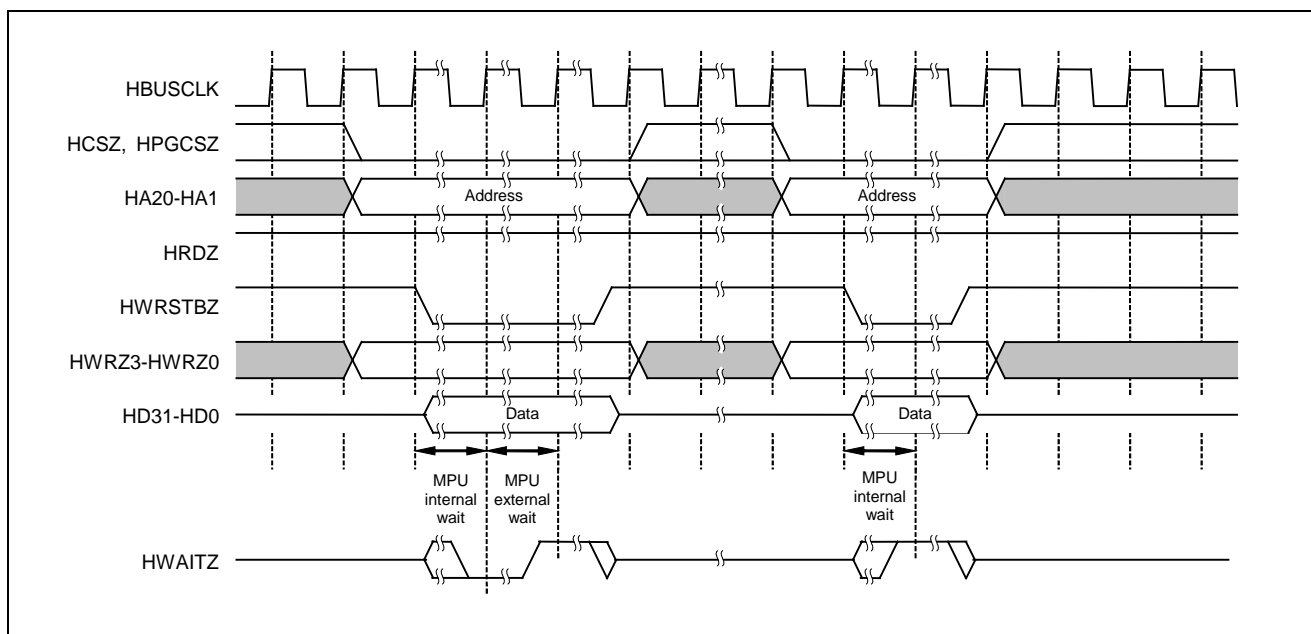 HBUSCLK
HCSZ, HPGCSZ
HA20-HA1
Address
Address
HRDZ
HWRSTBZ
HWRZ3-HWRZ0
HD31-HD0
Data
Data
MPU
internal
wait
MPU
external
wait
MPU
internal
wait
HWAITZ